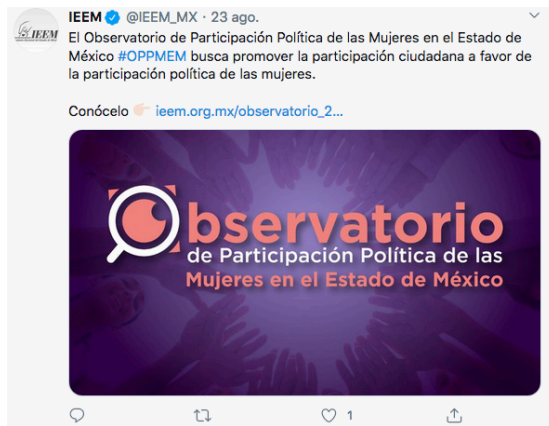 IEEM @IEEM_MX · 23 ago.
IEEM
El Observatorio de Participación Política de las Mujeres en el Estado de
México #OPPMEM busca promover la participación ciudadana a favor de
la participación política de las mujeres.
Conócelo 👉🏻 ieem.org.mx/observatorio_2...
Observatorio
de Participación Política de las
Mujeres en el Estado de México
1